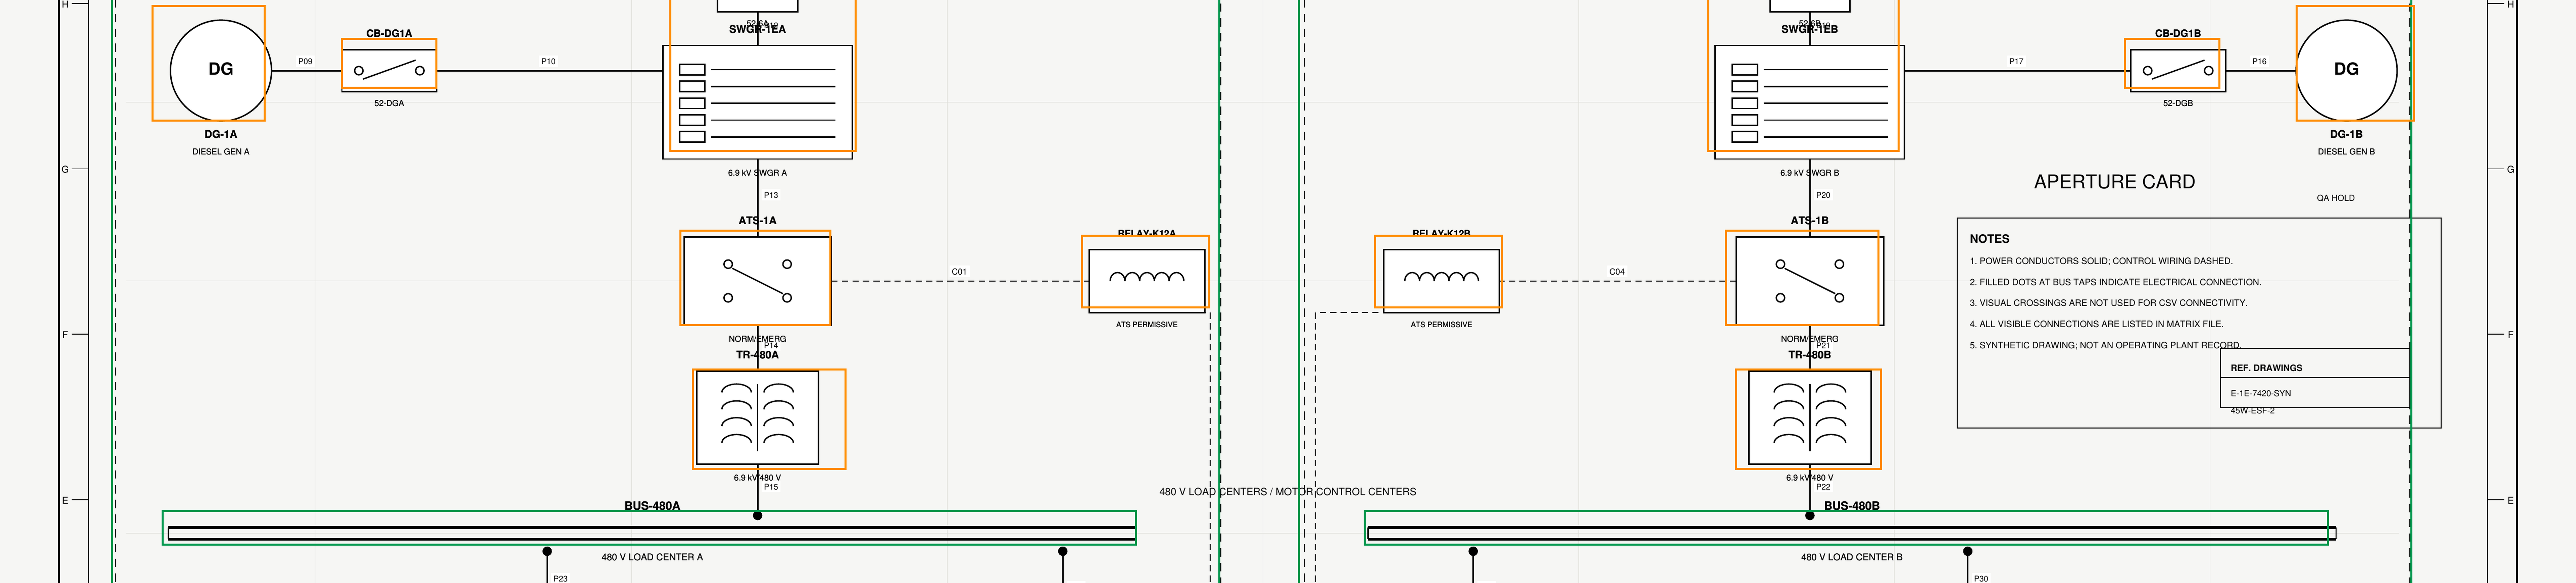 H
H
52-6A
SWGR-1EA
52-6B
SWGR-1EB
CB-DG1A
CB-DG1B
DG
P09
P10
P17
P16
DG
52-DGA
52-DGB
DG-1A
DIESEL GEN A
DG-1B
DIESEL GEN B
G
6.9 kV SWGR A
6.9 kV SWGR B
G
APERTURE CARD
P13
P20
QA HOLD
ATS-1A
ATS-1B
RELAY-K12A
RELAY-K12B
NOTES
1. POWER CONDUCTORS SOLID; CONTROL WIRING DASHED.
C01
C04
2. FILLED DOTS AT BUS TAPS INDICATE ELECTRICAL CONNECTION.
3. VISUAL CROSSINGS ARE NOT USED FOR CSV CONNECTIVITY.
ATS PERMISSIVE
ATS PERMISSIVE
4. ALL VISIBLE CONNECTIONS ARE LISTED IN MATRIX FILE.
F
F
NORM/EMERG
NORM/EMERG
P14
P21
5. SYNTHETIC DRAWING; NOT AN OPERATING PLANT RECORD.
TR-480A
TR-480B
REF. DRAWINGS
E-1E-7420-SYN
45W-ESF-2
6.9 kV/480 V
6.9 kV/480 V
P15
P22
480 V LOAD CENTERS / MOTOR CONTROL CENTERS
E
E
BUS-480A
BUS-480B
480 V LOAD CENTER A
480 V LOAD CENTER B
P23
P30